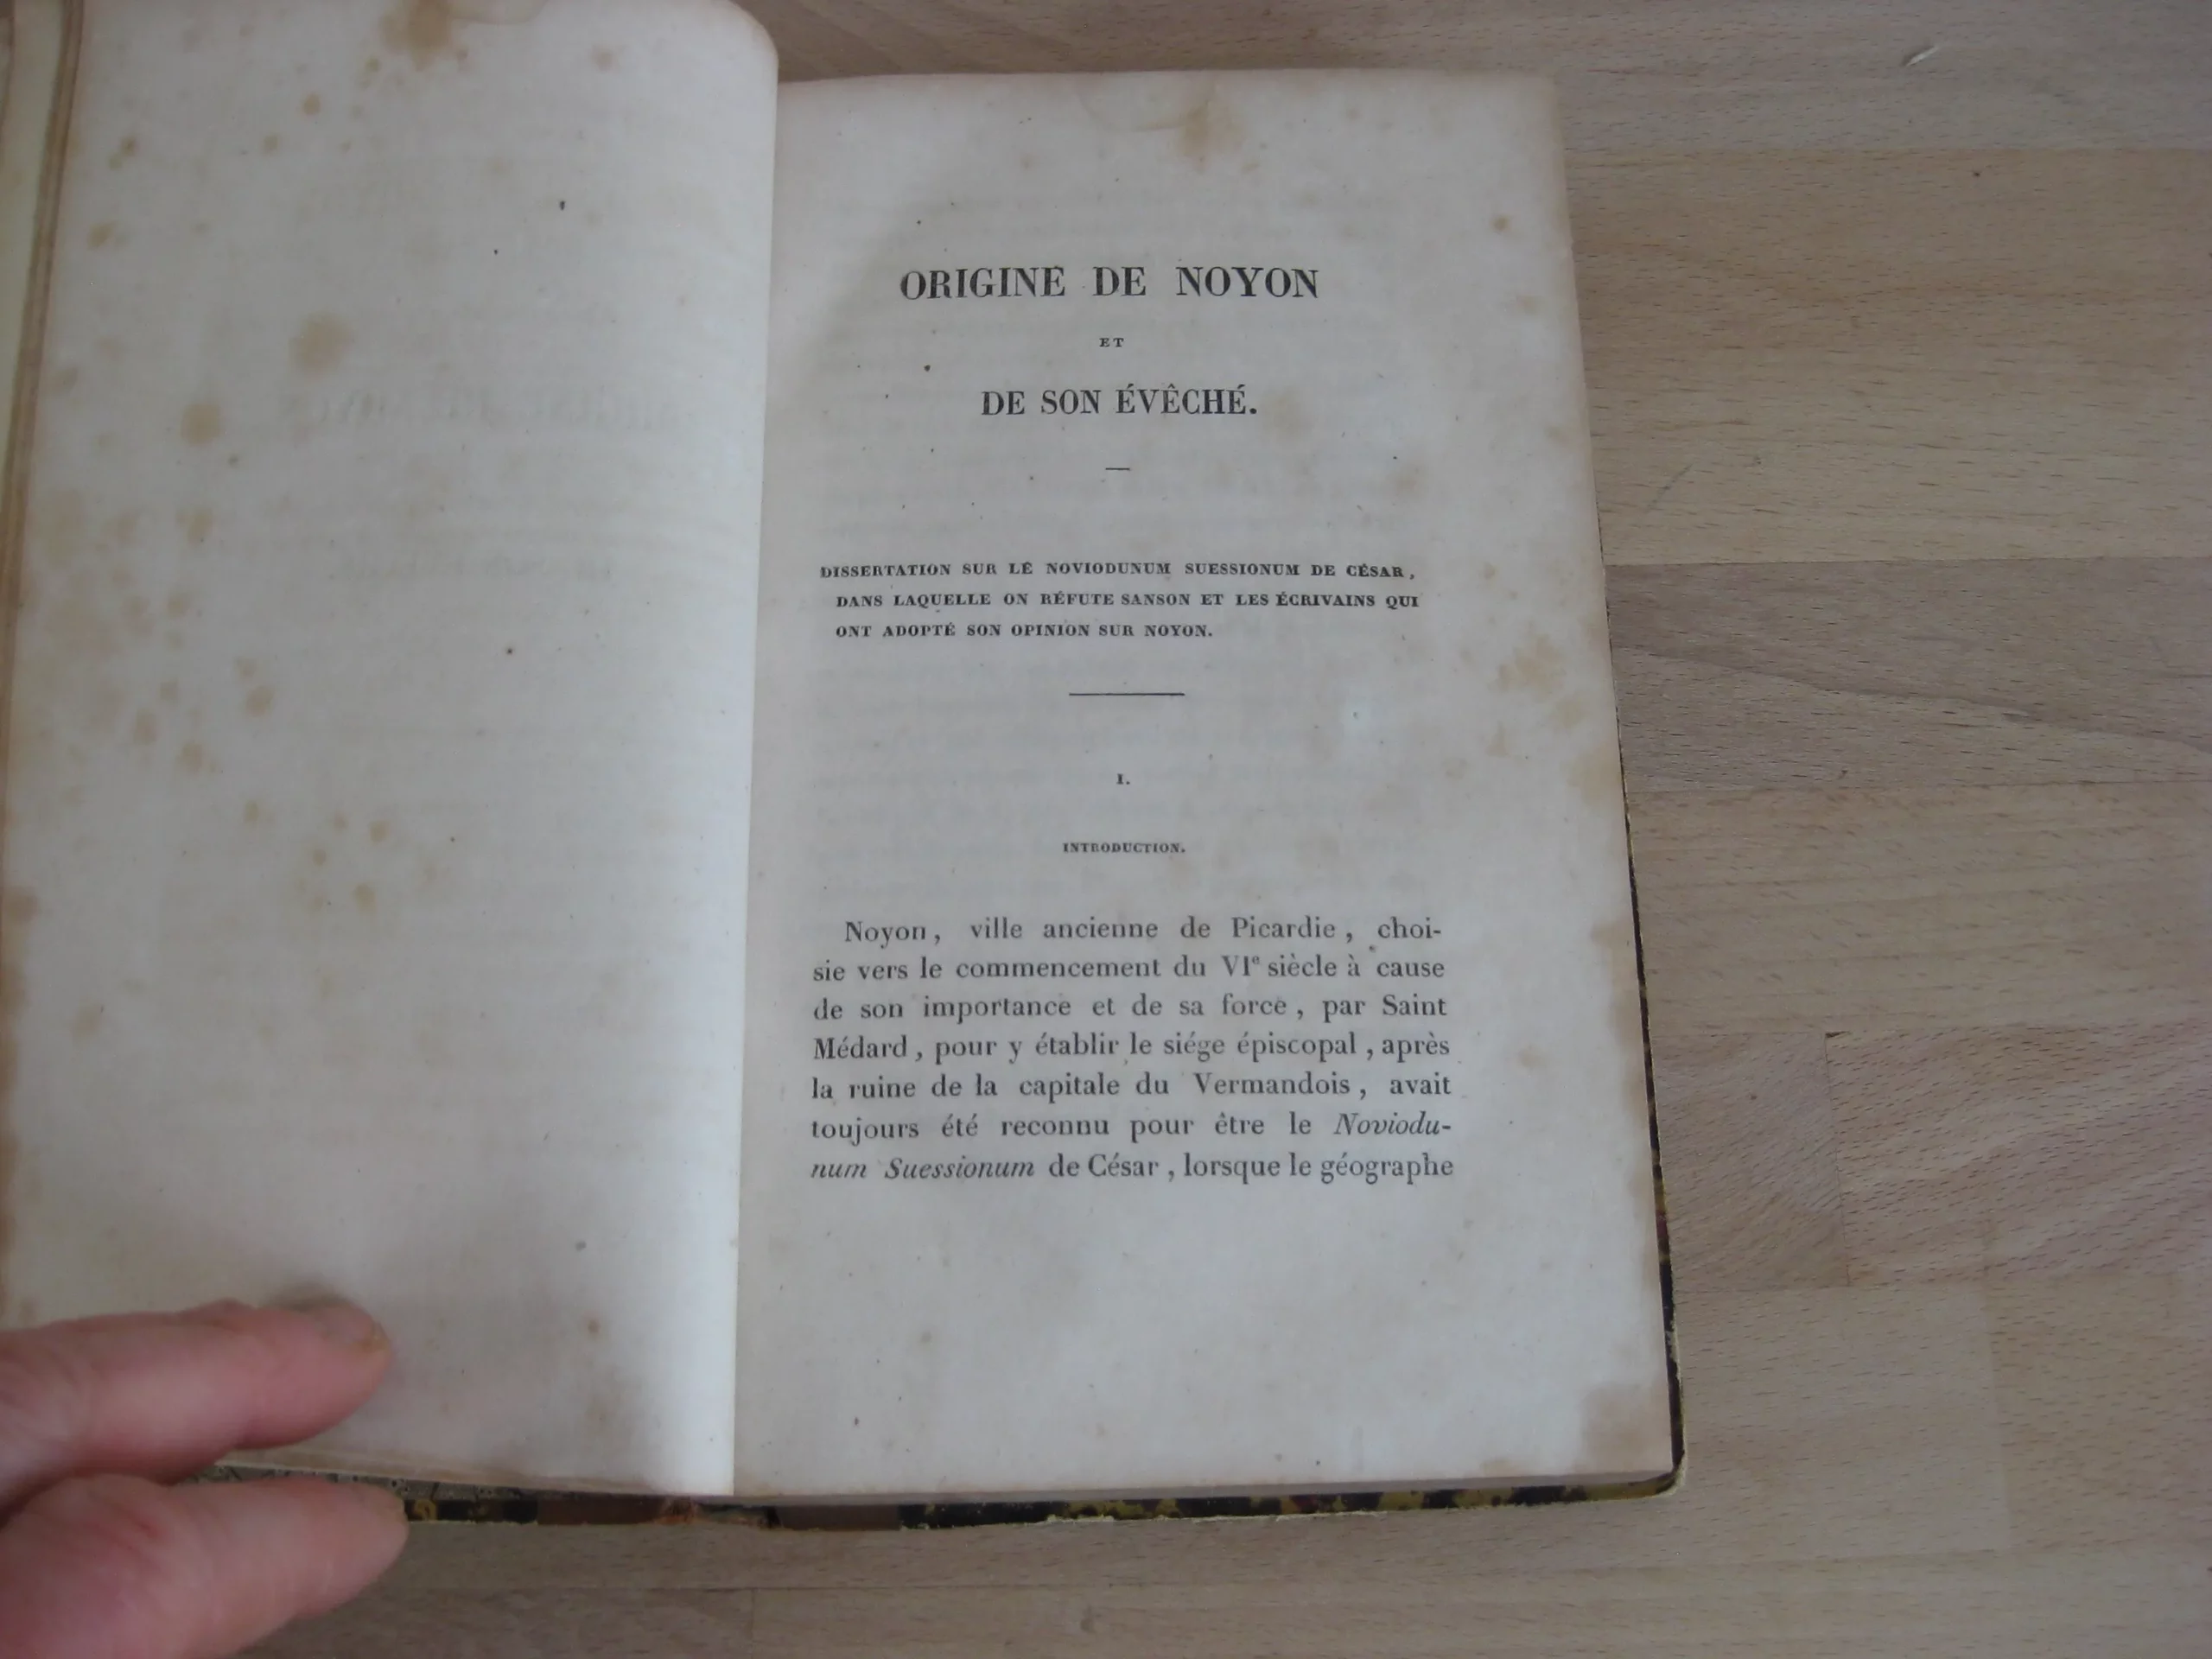 ORIGINE DE NOYON
ET
DE SON ÉVÊCHÉ.
DISSERTATION SUR LE NOVIODUNUM SUESSIONUM DE CÉSAR,
DANS LAQUELLE ON RÉFUTE SANSON ET LES ÉCRIVAINS QUI
ONT ADOPTÉ SON OPINION SUR NOYON.
I.
INTRODUCTION.
Noyon, ville ancienne de Picardie, choi-
sie vers le commencement du VIe siècle à cause
de son importance et de sa force, par Saint
Médard, pour y établir le siége épiscopal, après
la ruine de la capitale du Vermandois, avait
toujours été reconnu pour être le Noviodu-
num Suessionum de César, lorsque le géographe